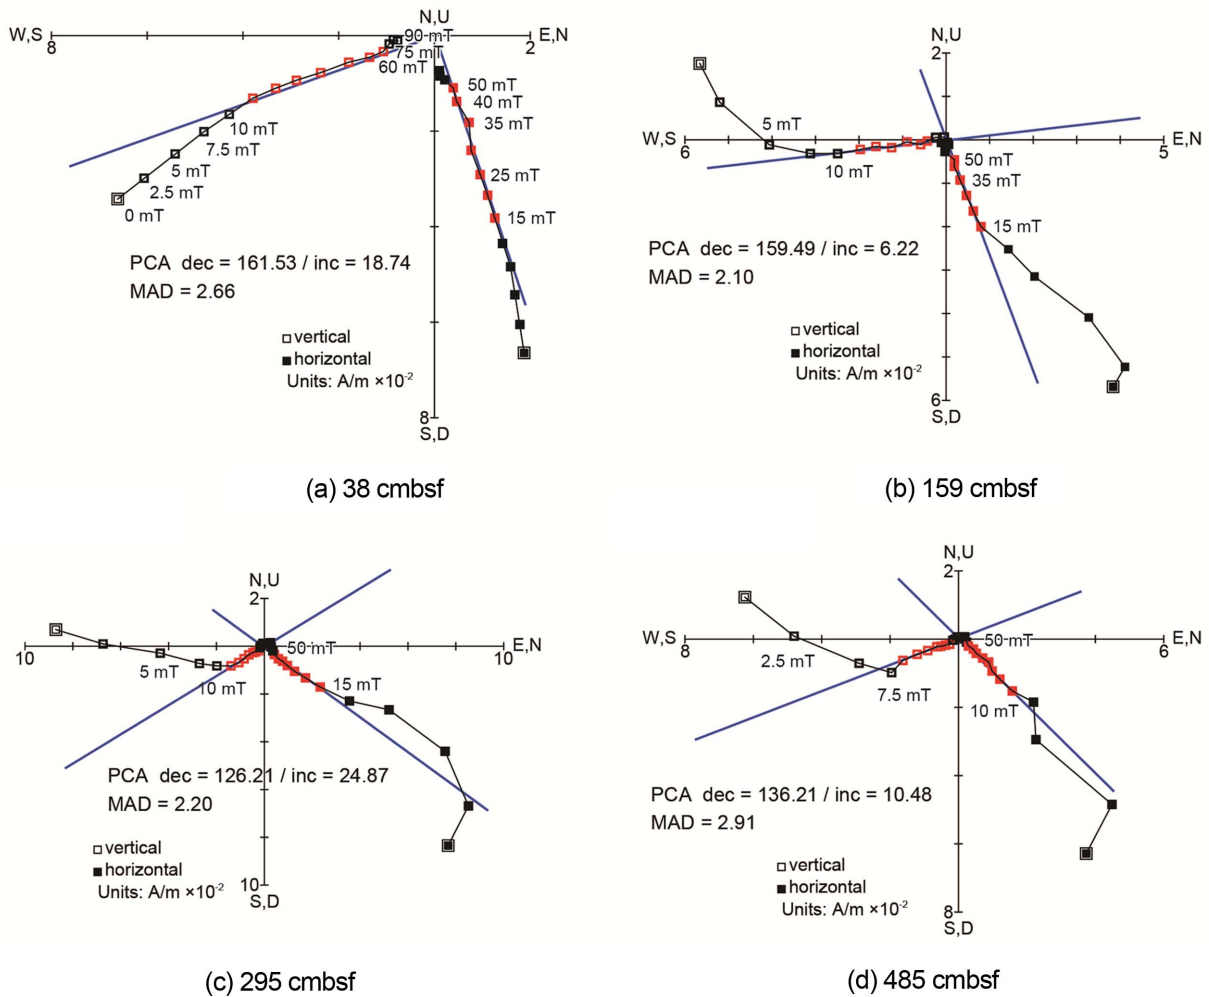 N,U
W,S
E,N
8
2
90 mT
75 mT
60 mT
50 mT
40 mT
35 mT
25 mT
15 mT
10 mT
7.5 mT
5 mT
2.5 mT
0 mT
PCA dec = 161.53 / inc = 18.74
MAD = 2.66
vertical
horizontal
Units: A/m ×10-2
8
S,D
(a) 38 cmbsf
N,U
2
W,S
E,N
6
5
5 mT
10 mT
50 mT
35 mT
15 mT
PCA dec = 159.49 / inc = 6.22
MAD = 2.10
vertical
horizontal
Units: A/m ×10-2
6
S,D
(b) 159 cmbsf
N,U
2
10
10
E,N
50 mT
5 mT
10 mT
15 mT
PCA dec = 126.21 / inc = 24.87
MAD = 2.20
vertical
horizontal
Units: A/m ×10-2
10
S,D
(c) 295 cmbsf
N,U
2
W,S
E,N
8
6
50 mT
2.5 mT
7.5 mT
10 mT
PCA dec = 136.21 / inc = 10.48
MAD = 2.91
vertical
horizontal
Units: A/m ×10-2
8
S,D
(d) 485 cmbsf